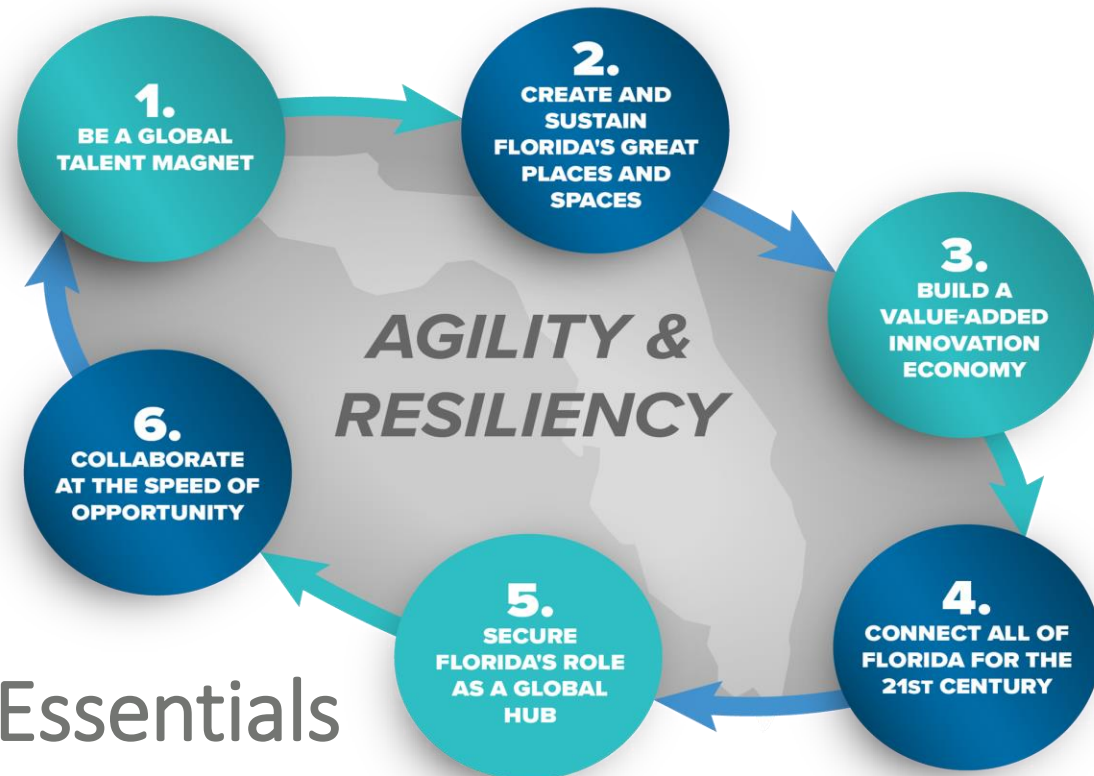 1.
BE A GLOBAL
TALENT MAGNET
2.
CREATE AND
SUSTAIN
FLORIDA'S GREAT
PLACES AND
SPACES
3.
BUILD A
VALUE-ADDED
INNOVATION
ECONOMY
AGILITY &
RESILIENCY
6.
COLLABORATE
AT THE SPEED OF
OPPORTUNITY
5.
SECURE
FLORIDA'S ROLE
AS A GLOBAL
HUB
4.
CONNECT ALL OF
FLORIDA FOR THE
21ST CENTURY
Essentials